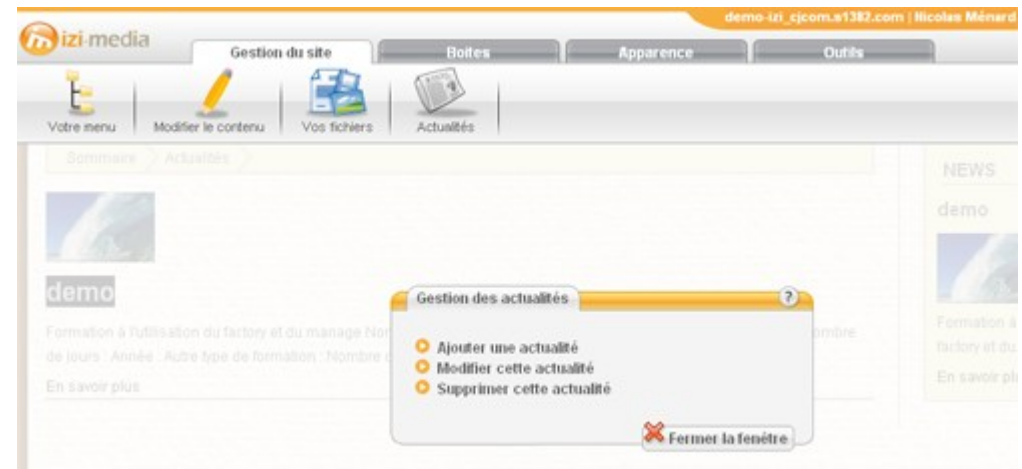 demo-izi_cjcom.s1382.com | Nicolas Ménard
izi-media
Gestion du site
Boites
Apparence
Outils
Votre menu
Modifier le contenu
Vos fichiers
Actualités
Sommaire
Actualités
NEWS
demo
demo
Gestion des actualités
?
Formation à l'utilisation du factory et du manage
ombre
Formation à
de jours : Année : Autre type de formation : Nombre
factory et du
En savoir plus
En savoir
Ajouter une actualité
Modifier cette actualité
Supprimer cette actualité
Fermer la fenêtre